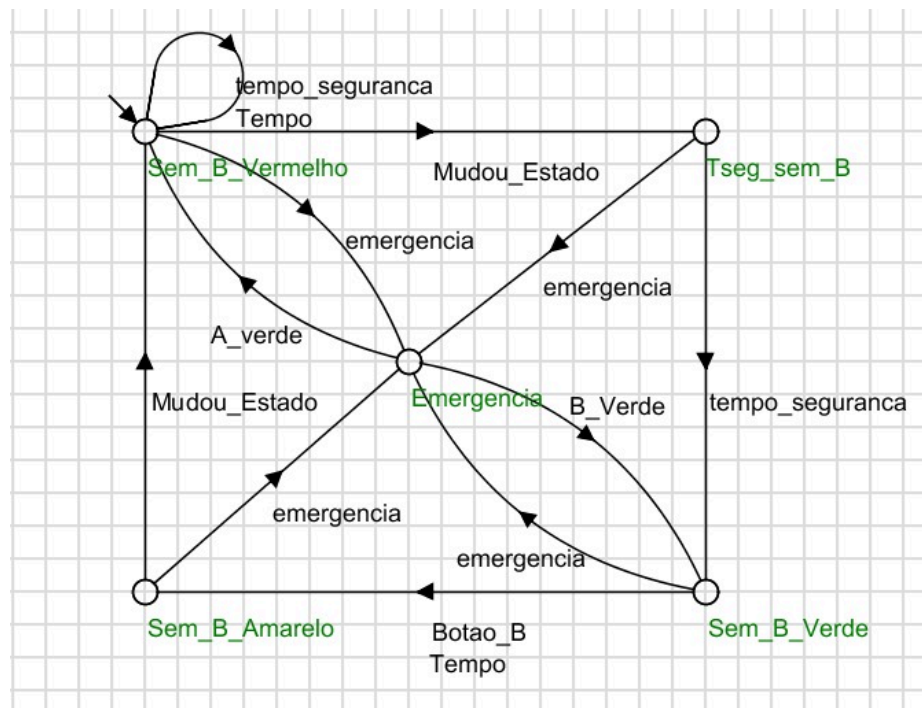 tempo_seguranca
Tempo
Sem_B_Vermelho
Mudou_Estado
Tseg_sem_B
emergencia
emergencia
A_verde
Emergencia
B_Verde
Mudou_Estado
tempo_seguranca
emergencia
emergencia
Sem_B_Amarelo
Botao_B
Tempo
Sem_B_Verde